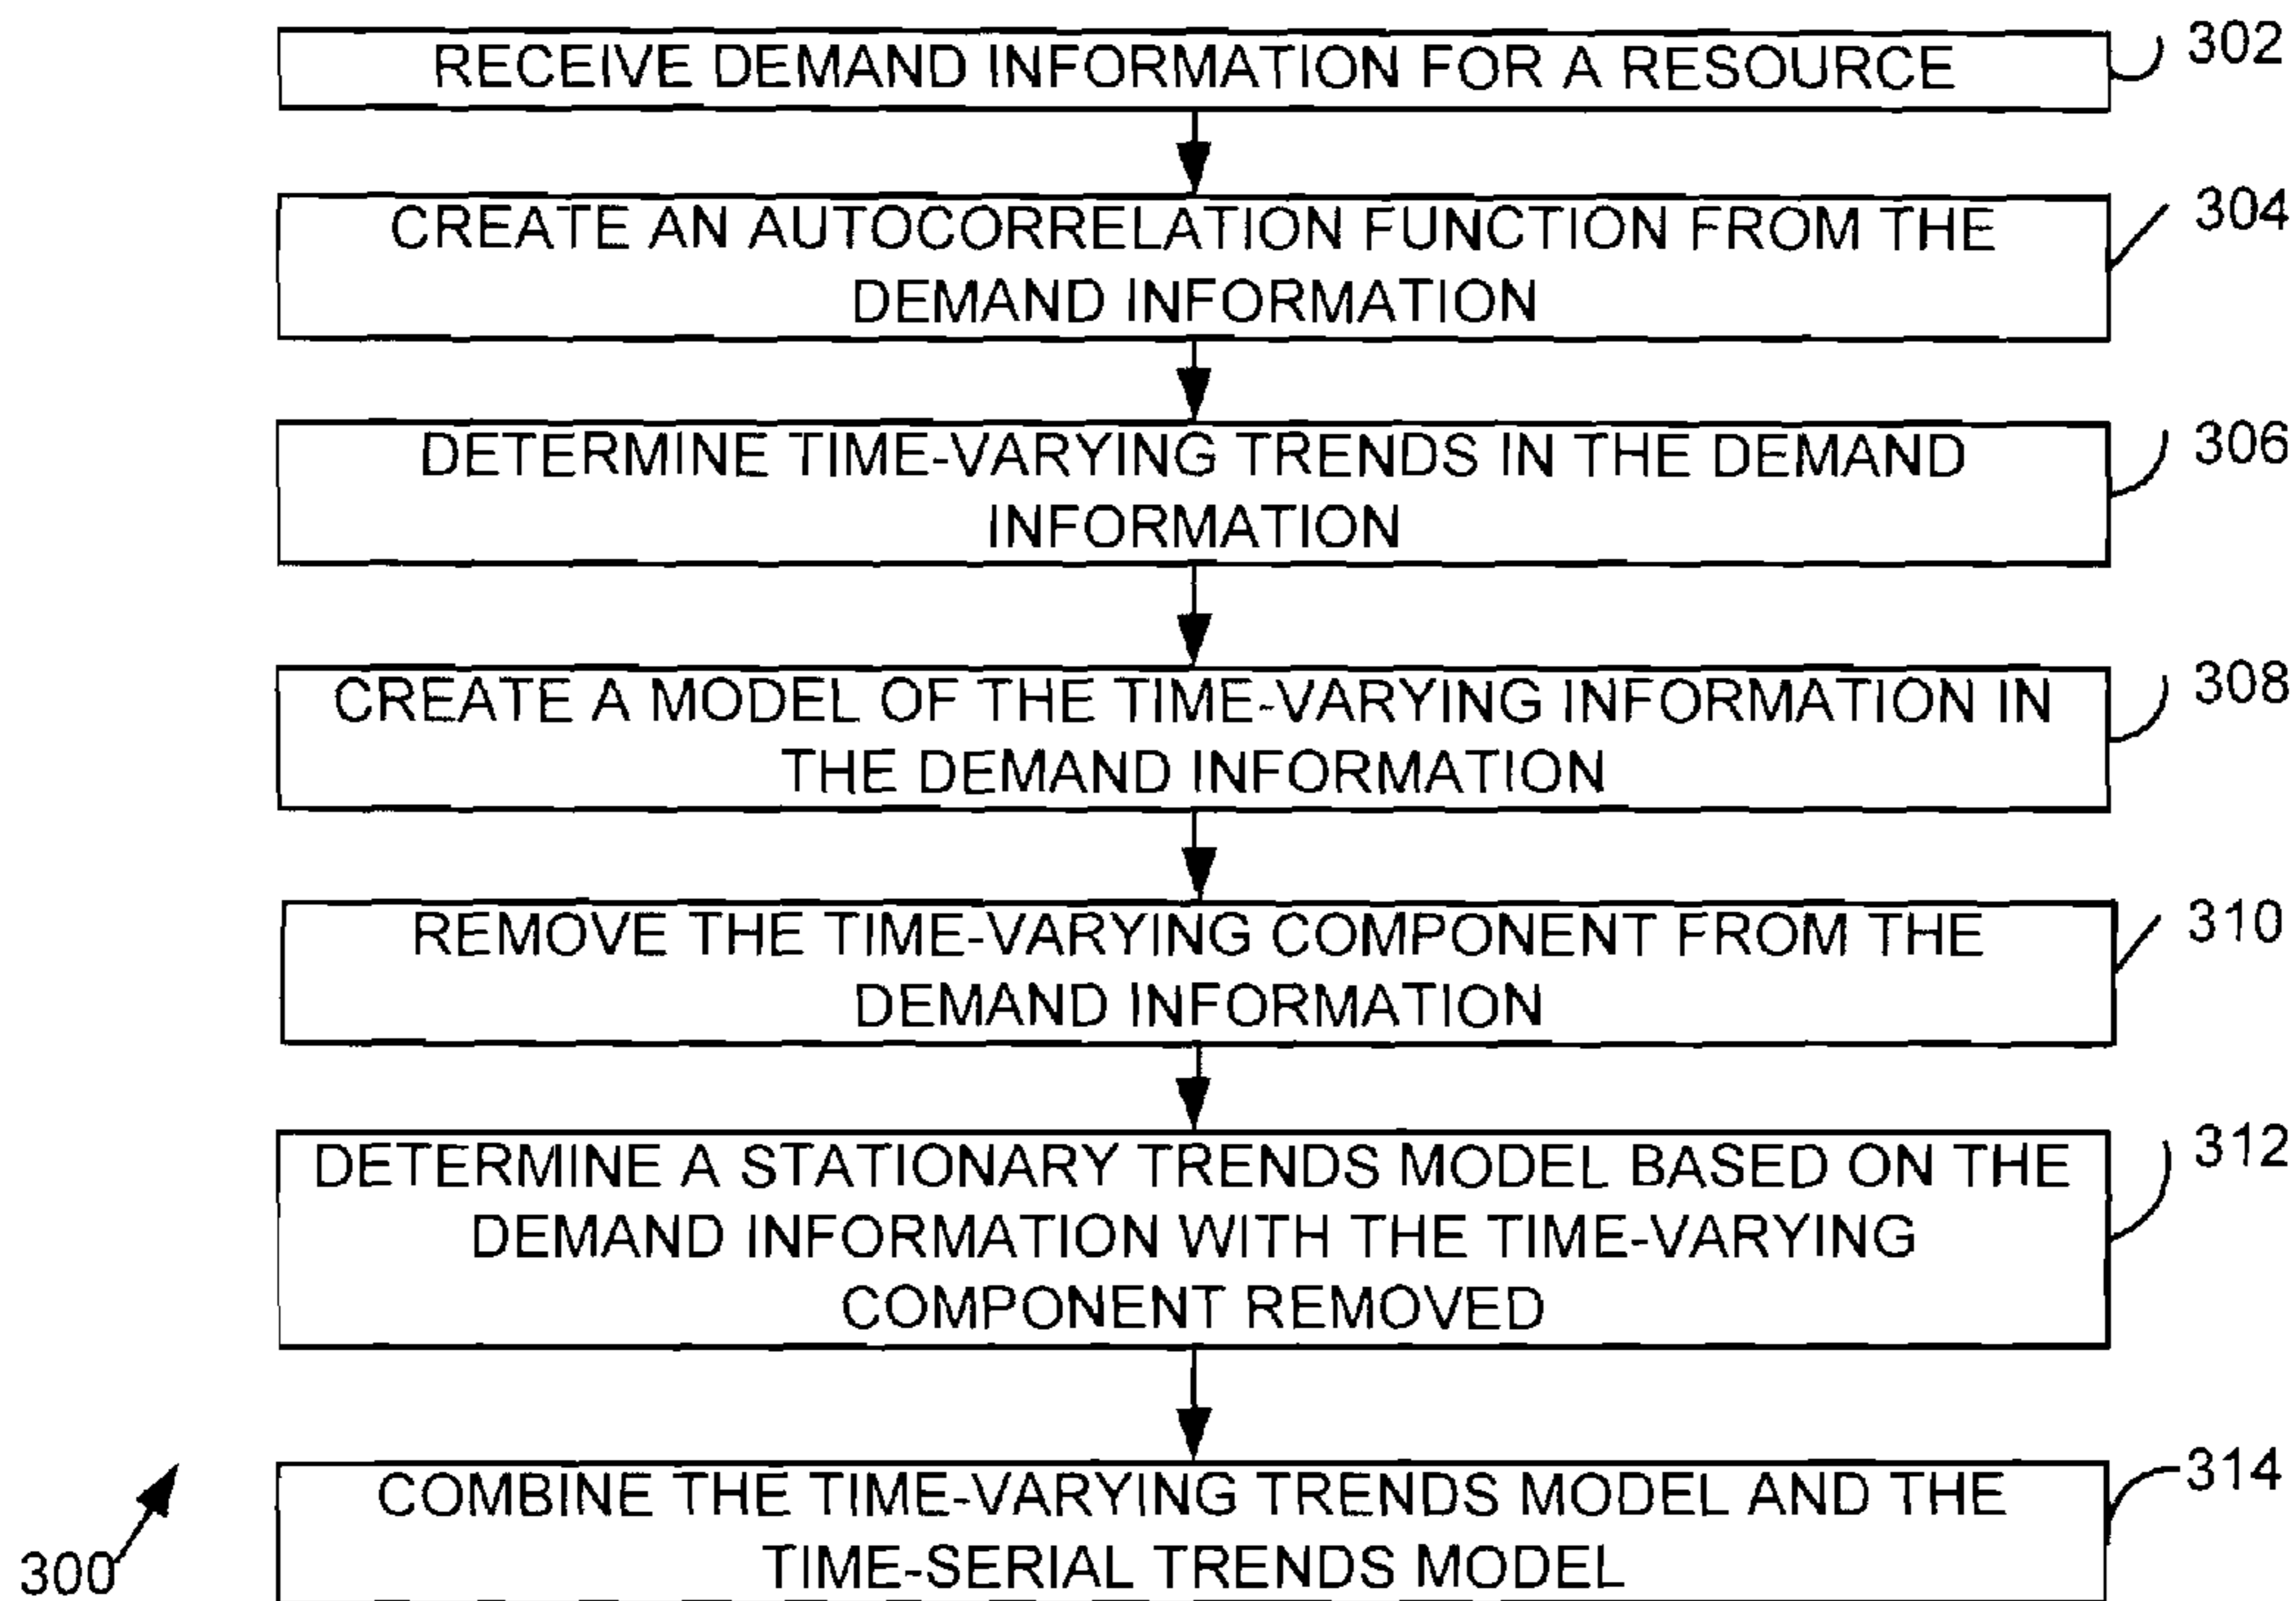 RECEIVE DEMAND INFORMATION FOR A RESOURCE
302
CREATE AN AUTOCORRELATION FUNCTION FROM THE
DEMAND INFORMATION
304
DETERMINE TIME-VARYING TRENDS IN THE DEMAND
INFORMATION
306
CREATE A MODEL OF THE TIME-VARYING INFORMATION IN
THE DEMAND INFORMATION
308
REMOVE THE TIME-VARYING COMPONENT FROM THE
DEMAND INFORMATION
310
DETERMINE A STATIONARY TRENDS MODEL BASED ON THE
DEMAND INFORMATION WITH THE TIME-VARYING
COMPONENT REMOVED
312
COMBINE THE TIME-VARYING TRENDS MODEL AND THE
TIME-SERIAL TRENDS MODEL
314
300